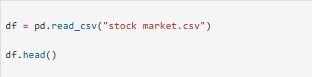 df = pd.read_csv("stock market.csv")
df.head()